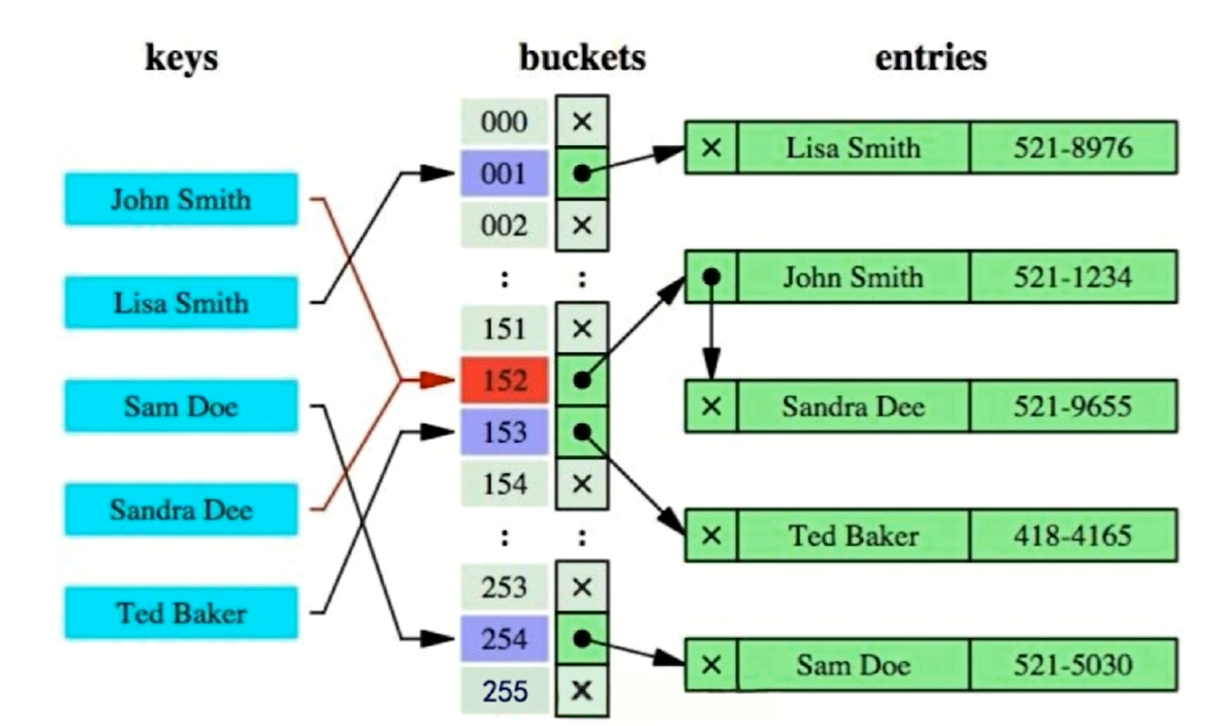 keys
buckets
entries
John Smith
Lisa Smith
Sam Doe
Sandra Dee
Ted Baker
000
001
002
:
:
151
152
153
154
:
:
253
254
255
Lisa Smith 521-8976
John Smith 521-1234
Sandra Dee 521-9655
Ted Baker 418-4165
Sam Doe 521-5030